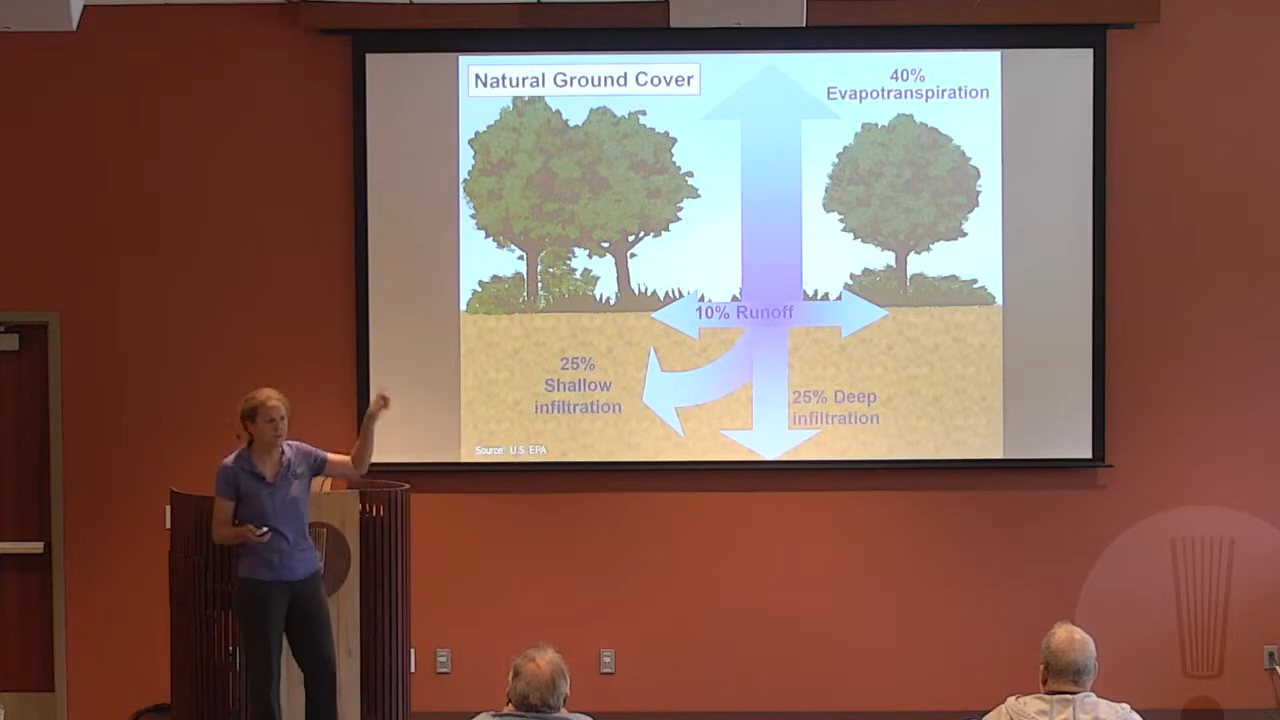 Natural Ground Cover
40%
Evapotranspiration
10% Runoff
25%
Shallow
infiltration
25% Deep
infiltration
Source: U.S. EPA